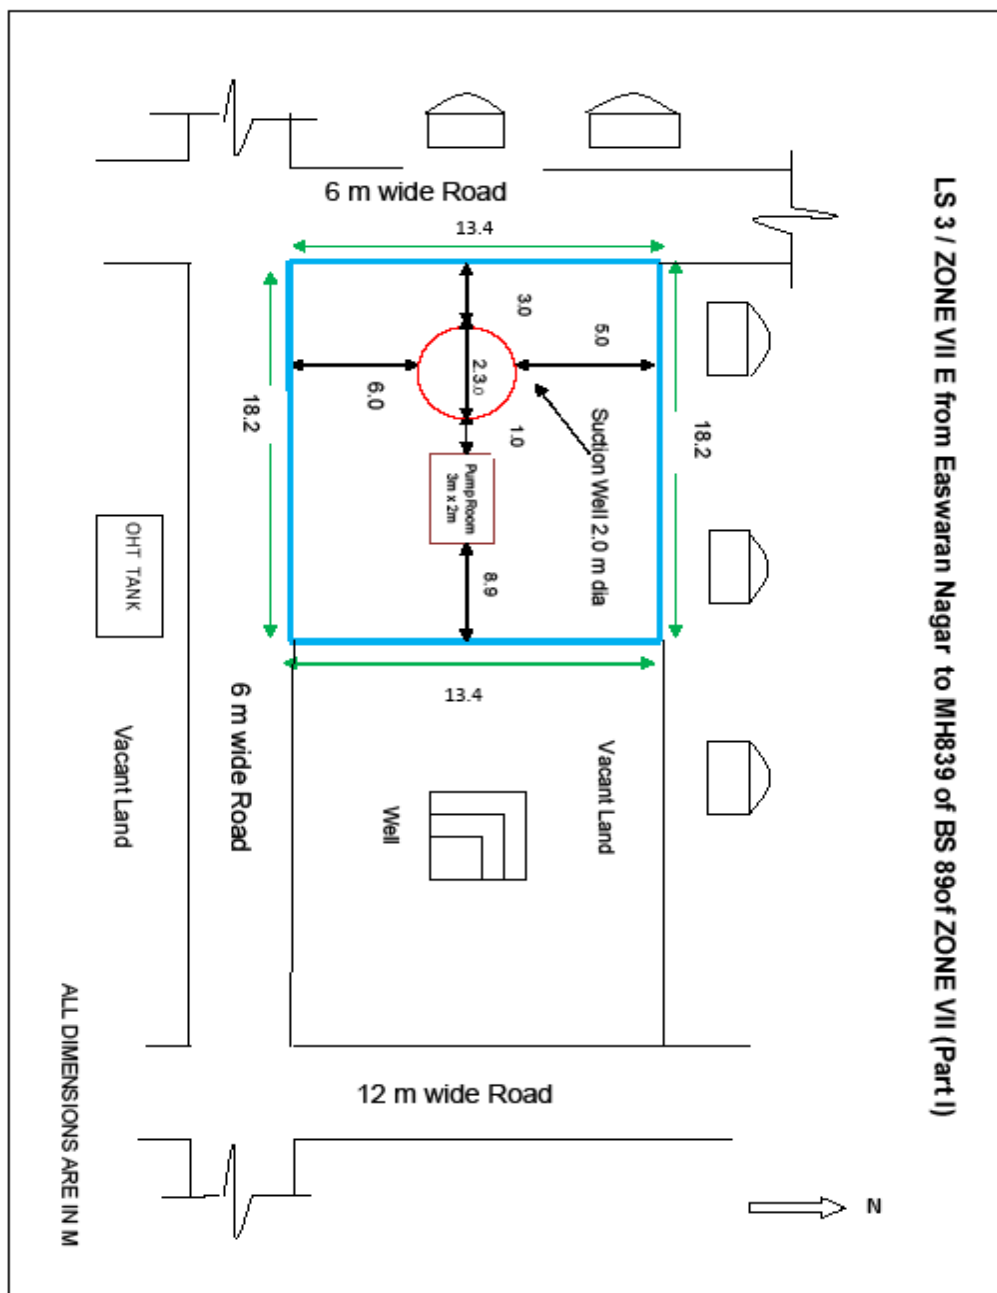 LS 3 / ZONE VII E from Easwaran Nagar to MH839 of BS 89of ZONE VII (Part I)
6 m wide Road
13.4
3.0
5.0
18.2
6.0
2.3.0
18.2
1.0
Suction Well 2.0 m dia
Pump Room
3m x 2m
OHT TANK
8.9
13.4
6 m wide Road
Vacant Land
Vacant Land
Well
12 m wide Road
ALL DIMENSIONS ARE IN M
N